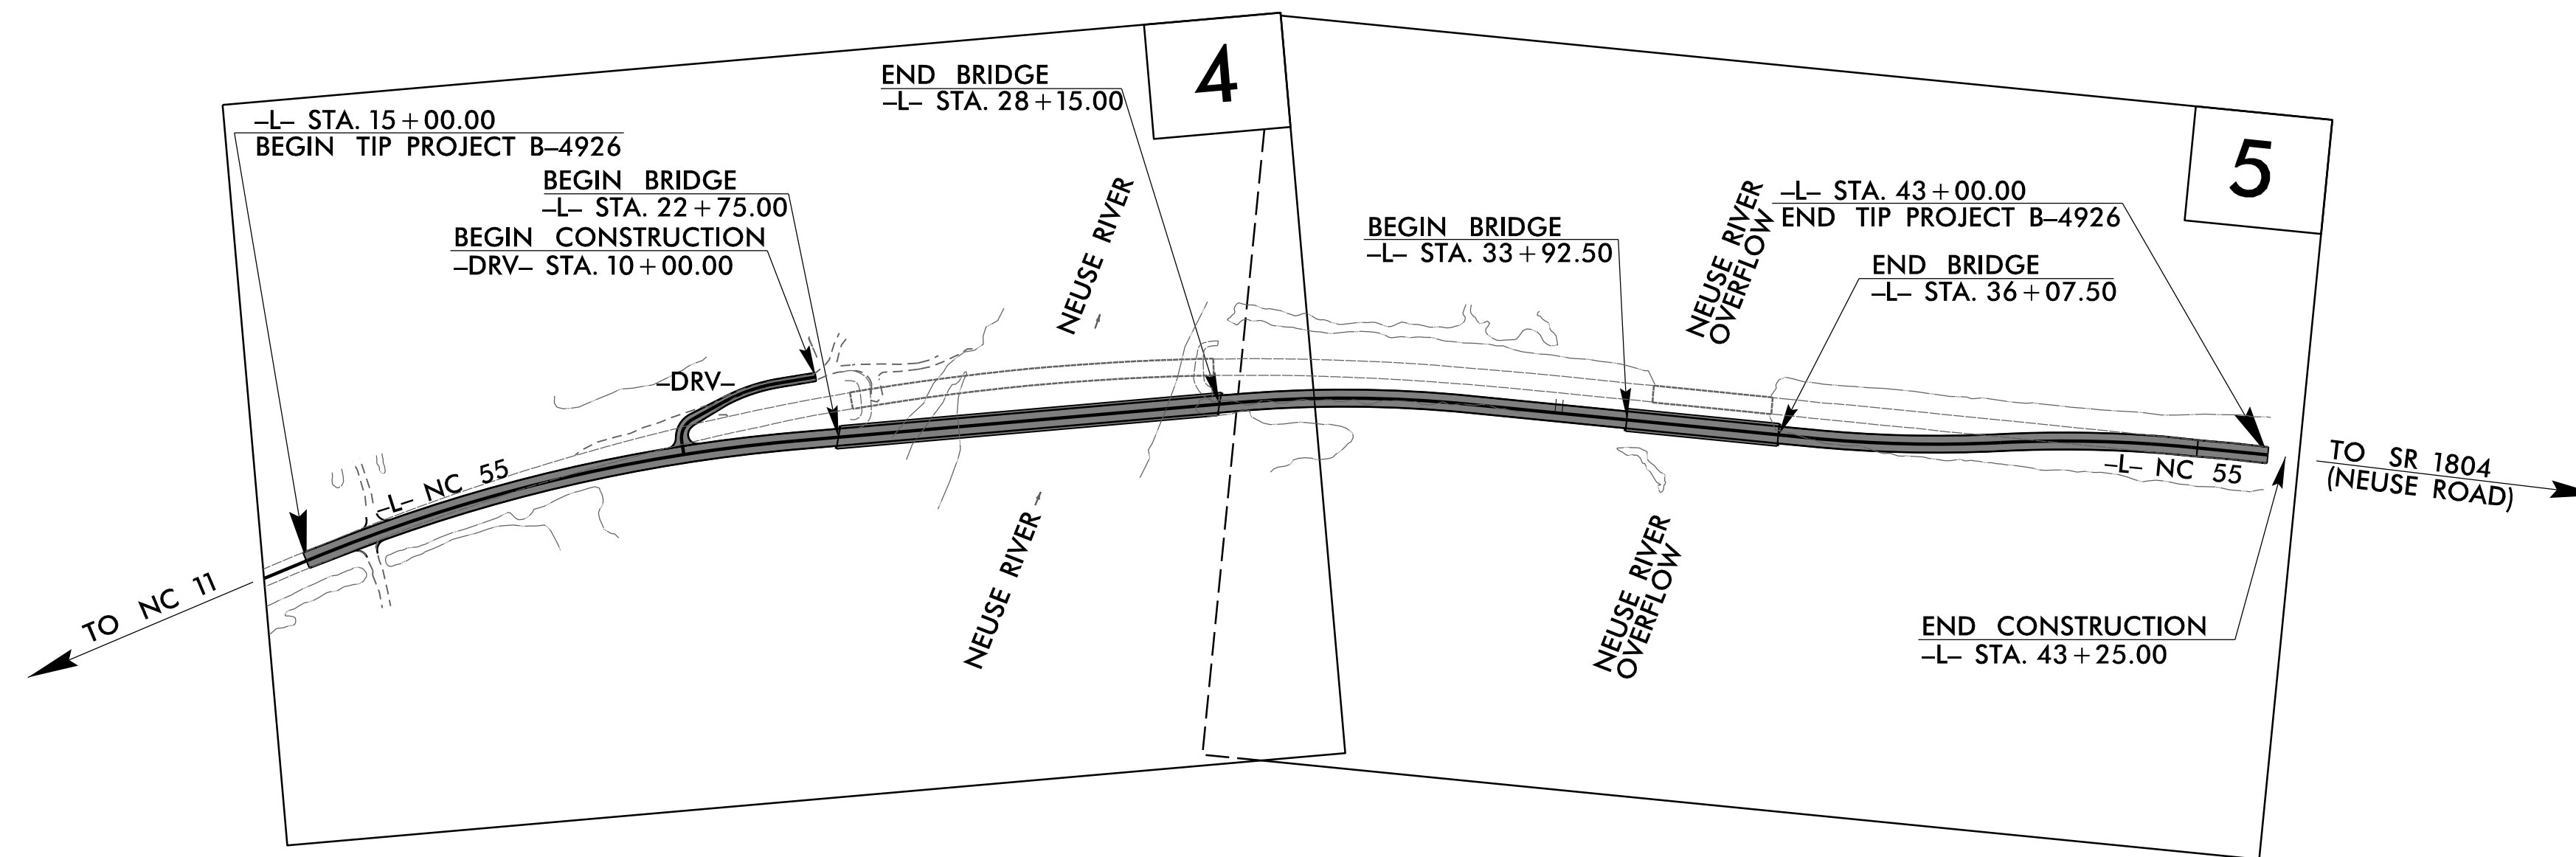 4
END BRIDGE
–L– STA. 28+15.00
–L– STA. 15+00.00
BEGIN TIP PROJECT B–4926
BEGIN BRIDGE
–L– STA. 22+75.00
BEGIN CONSTRUCTION
–DRV– STA. 10+00.00
NEUSE RIVER
–DRV–
–L– NC 55
TO NC 11
NEUSE RIVER
5
NEUSE RIVER
OVERFLOW
–L– STA. 43+00.00
END TIP PROJECT B–4926
BEGIN BRIDGE
–L– STA. 33+92.50
END BRIDGE
–L– STA. 36+07.50
–L– NC 55
TO SR 1804
(NEUSE ROAD)
NEUSE RIVER
OVERFLOW
END CONSTRUCTION
–L– STA. 43+25.00